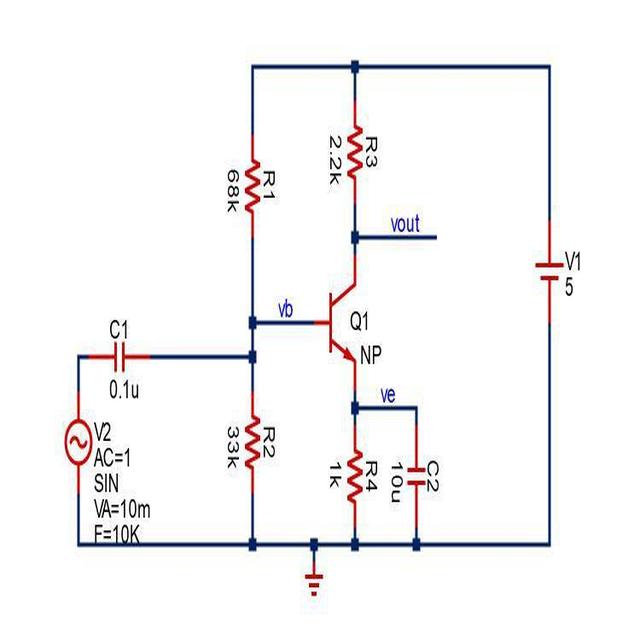 R1
68k
R3
2.2k
vout
V1
5
vb
Q1
NP
C1
0.1u
ve
V2
AC=1
SIN
VA=10m
F=10K
R2
33k
R4
1k
C2
10u